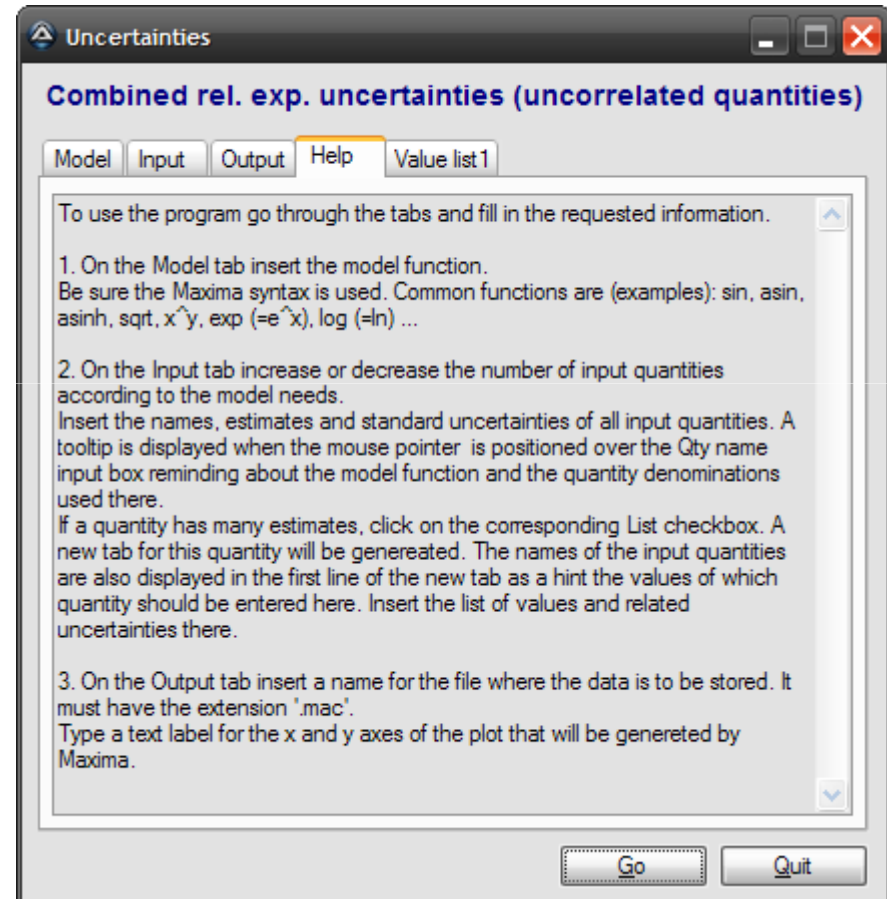 Uncertainties
Combined rel. exp. uncertainties (uncorrelated quantities)
Model Input Output Help Value list1
To use the program go through the tabs and fill in the requested information.
1. On the Model tab insert the model function.
Be sure the Maxima syntax is used. Common functions are (examples): sin, asin,
asinh, sqrt, x^y, exp (=e^x), log (=ln) ...
2. On the Input tab increase or decrease the number of input quantities
according to the model needs.
Insert the names, estimates and standard uncertainties of all input quantities. A
tooltip is displayed when the mouse pointer  is positioned over the Qty name
input box reminding about the model function and the quantity denominations
used there.
If a quantity has many estimates, click on the corresponding List checkbox. A
new tab for this quantity will be genereated. The names of the input quantities
are also displayed in the first line of the new tab as a hint the values of which
quantity should be entered here. Insert the list of values and related
uncertainties there.
3. On the Output tab insert a name for the file where the data is to be stored. It
must have the extension '.mac'.
Type a text label for the x and y axes of the plot that will be genereted by
Maxima.
Go Quit